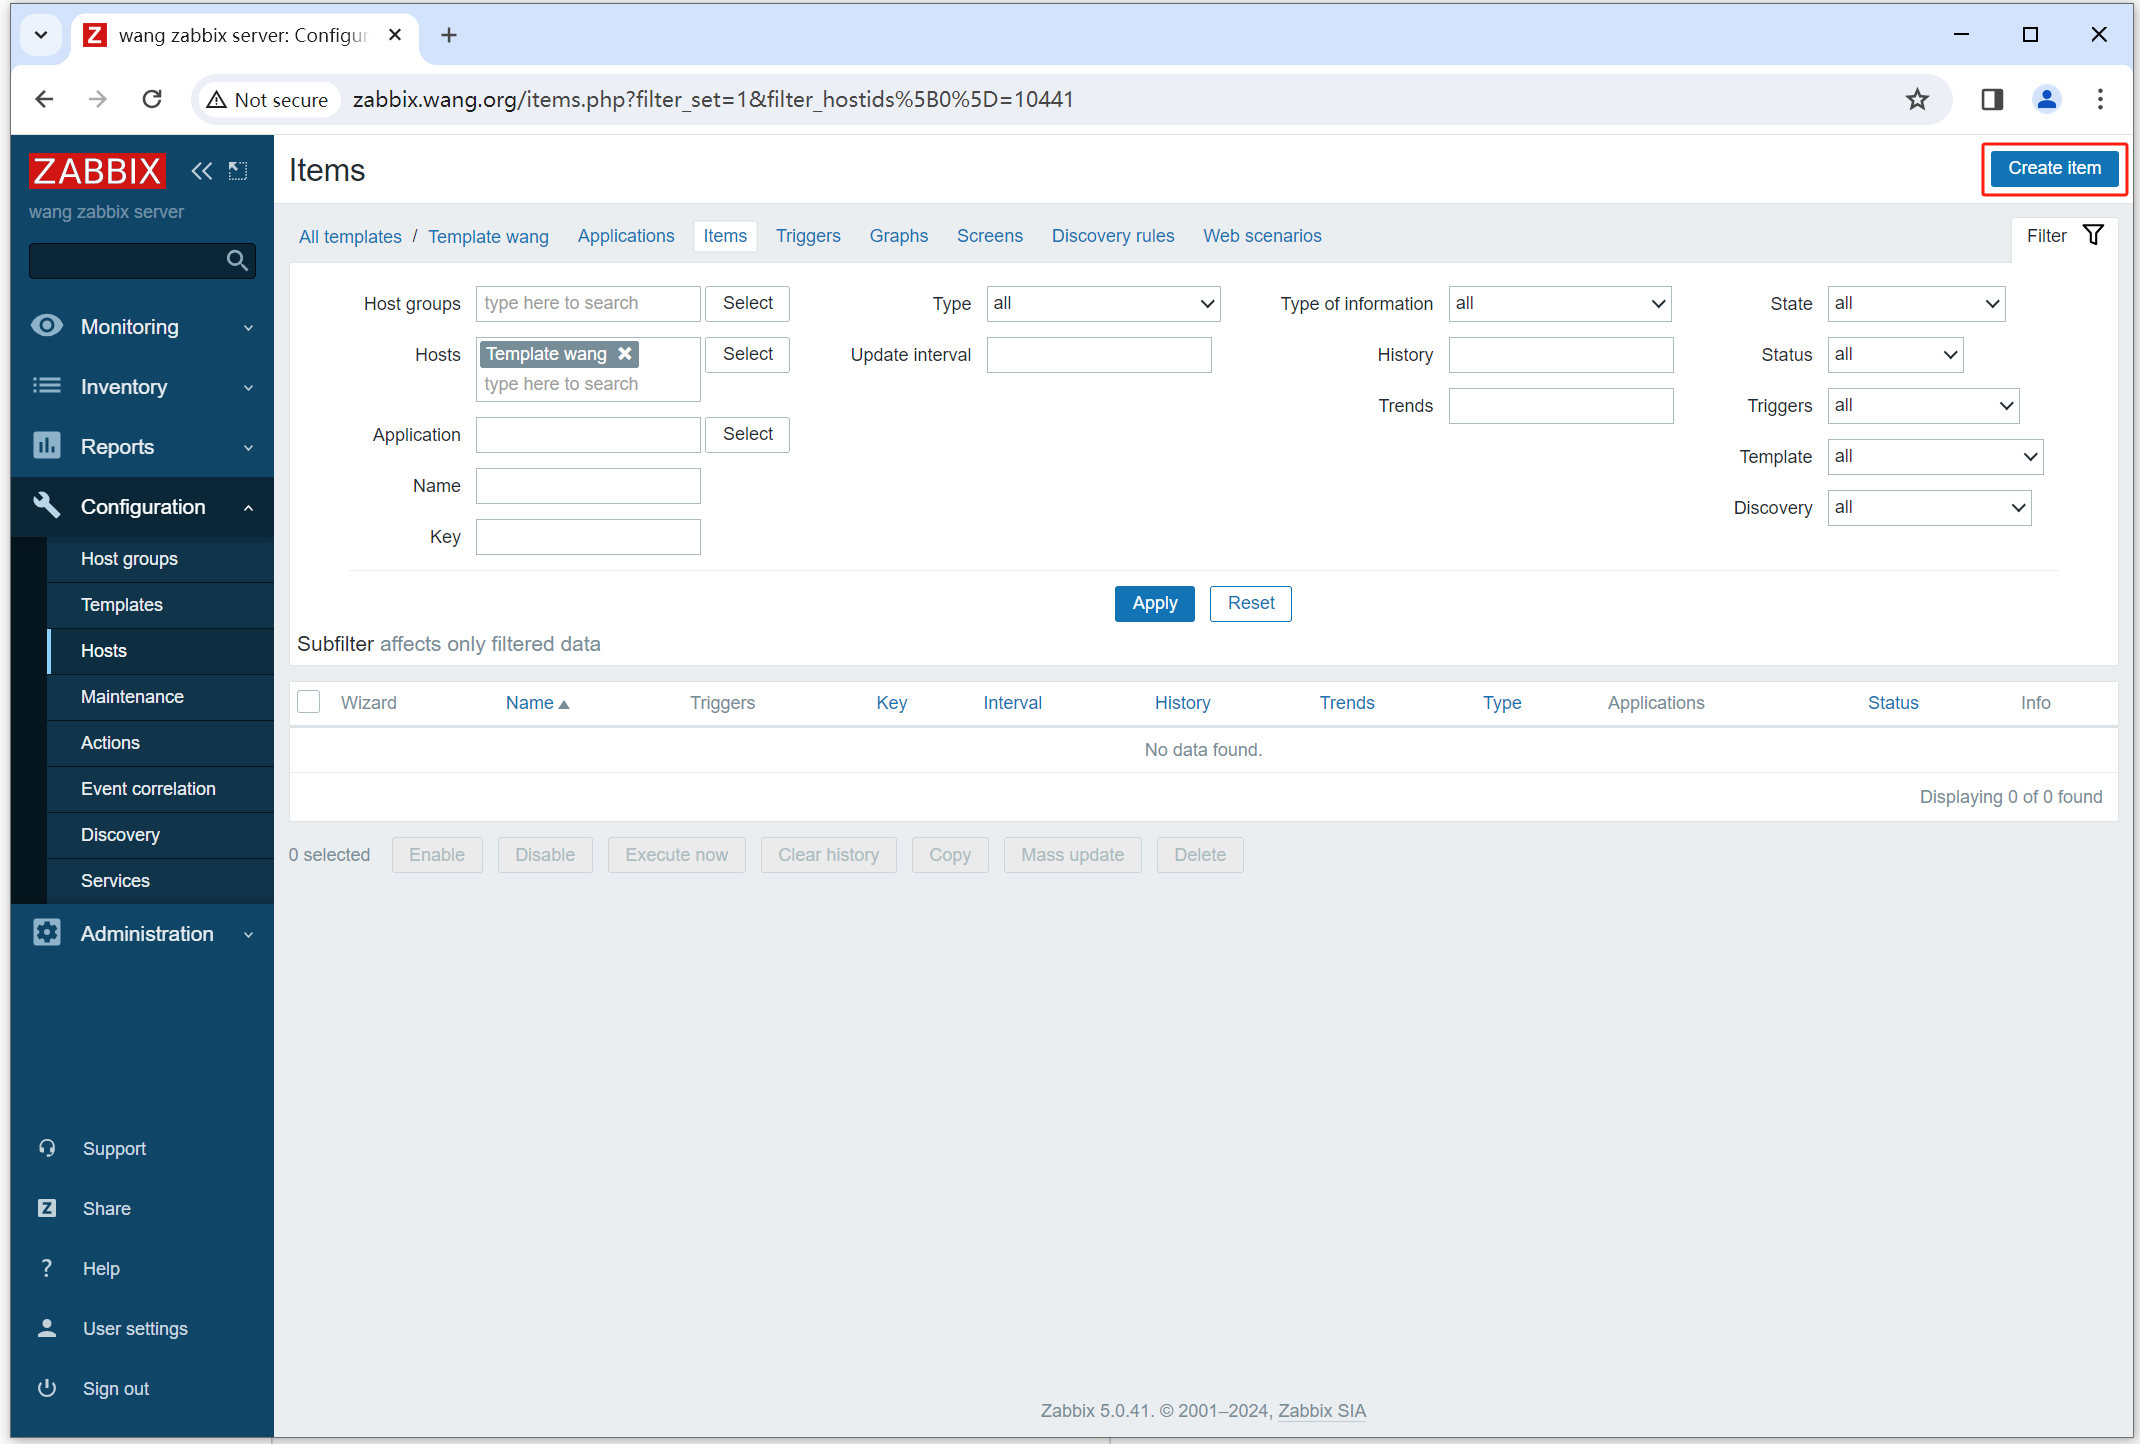 wang zabbix server: Configur
Not secure
zabbix.wang.org/items.php?filter_set=1&filter_hostids%5B0%5D=10441
ZABBIX
wang zabbix server
Monitoring
Inventory
Reports
Configuration
Host groups
Templates
Hosts
Maintenance
Actions
Event correlation
Discovery
Services
Administration
Support
Share
Help
User settings
Sign out
Items
Create item
All templates / Template wang Applications Items Triggers Graphs Screens Discovery rules Web scenarios
Filter
Host groups type here to search Select Type all Type of information all State all
Hosts Template wang Select Update interval History Status all
type here to search
Trends Triggers all
Application Select
Template all
Name
Discovery all
Key
Apply Reset
Subfilter affects only filtered data
Wizard Name Triggers Key Interval History Trends Type Applications Status Info
No data found.
Displaying 0 of 0 found
0 selected Enable Disable Execute now Clear history Copy Mass update Delete
Zabbix 5.0.41. © 2001–2024, Zabbix SIA